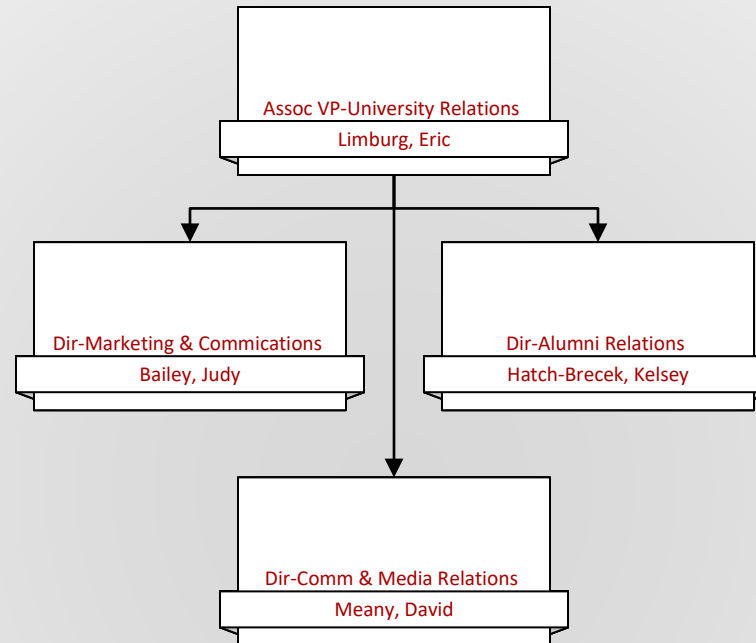 Assoc VP-University Relations
Limburg, Eric
Dir-Marketing & Commications
Bailey, Judy
Dir-Alumni Relations
Hatch-Brecek, Kelsey
Dir-Comm & Media Relations
Meany, David